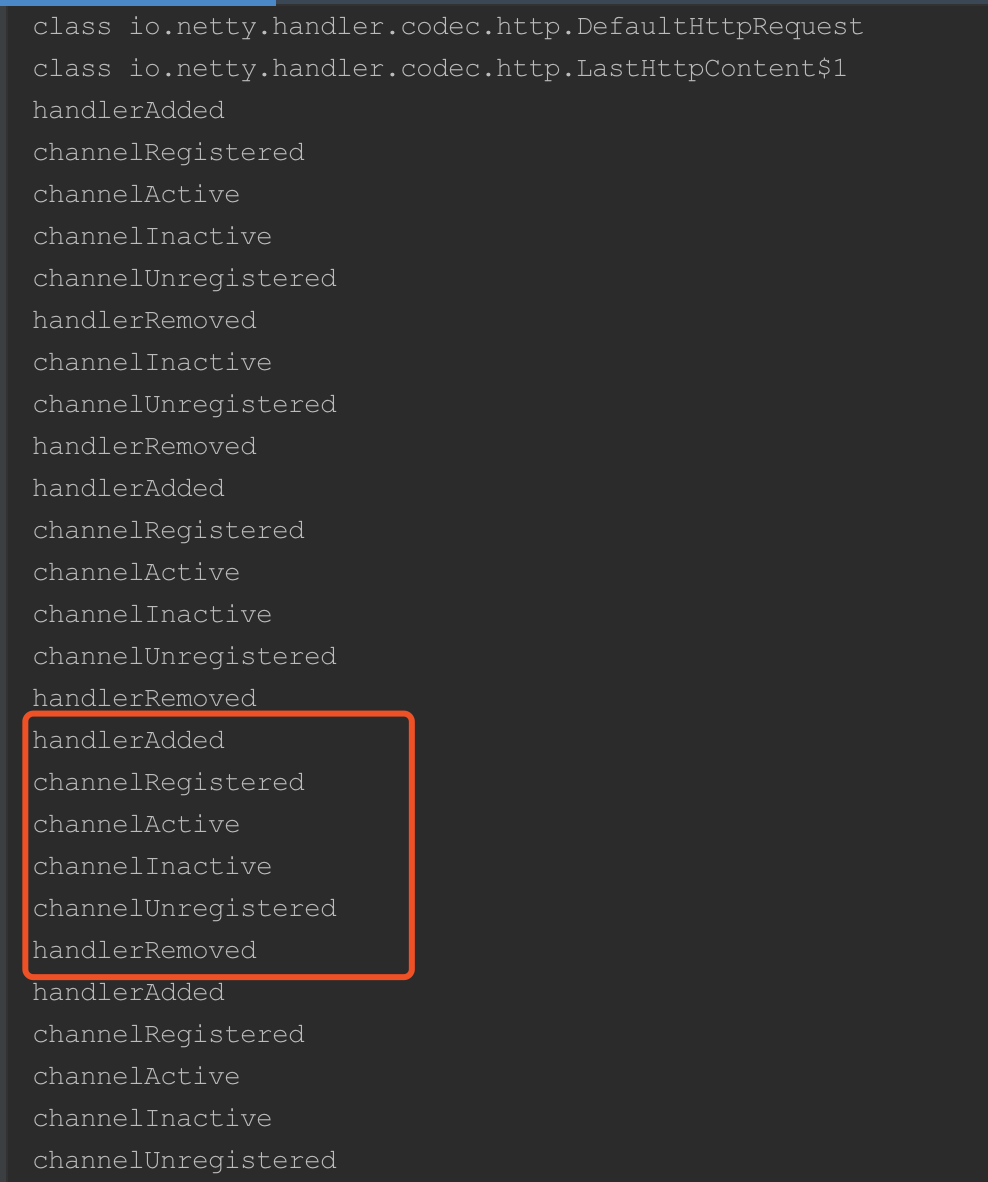 class io.netty.handler.codec.http.DefaultHttpRequest
class io.netty.handler.codec.http.LastHttpContent$1
handlerAdded
channelRegistered
channelActive
channelInactive
channelUnregistered
handlerRemoved
channelInactive
channelUnregistered
handlerRemoved
handlerAdded
channelRegistered
channelActive
channelInactive
channelUnregistered
handlerRemoved
handlerAdded
channelRegistered
channelActive
channelInactive
channelUnregistered
handlerRemoved
handlerAdded
channelRegistered
channelActive
channelInactive
channelUnregistered